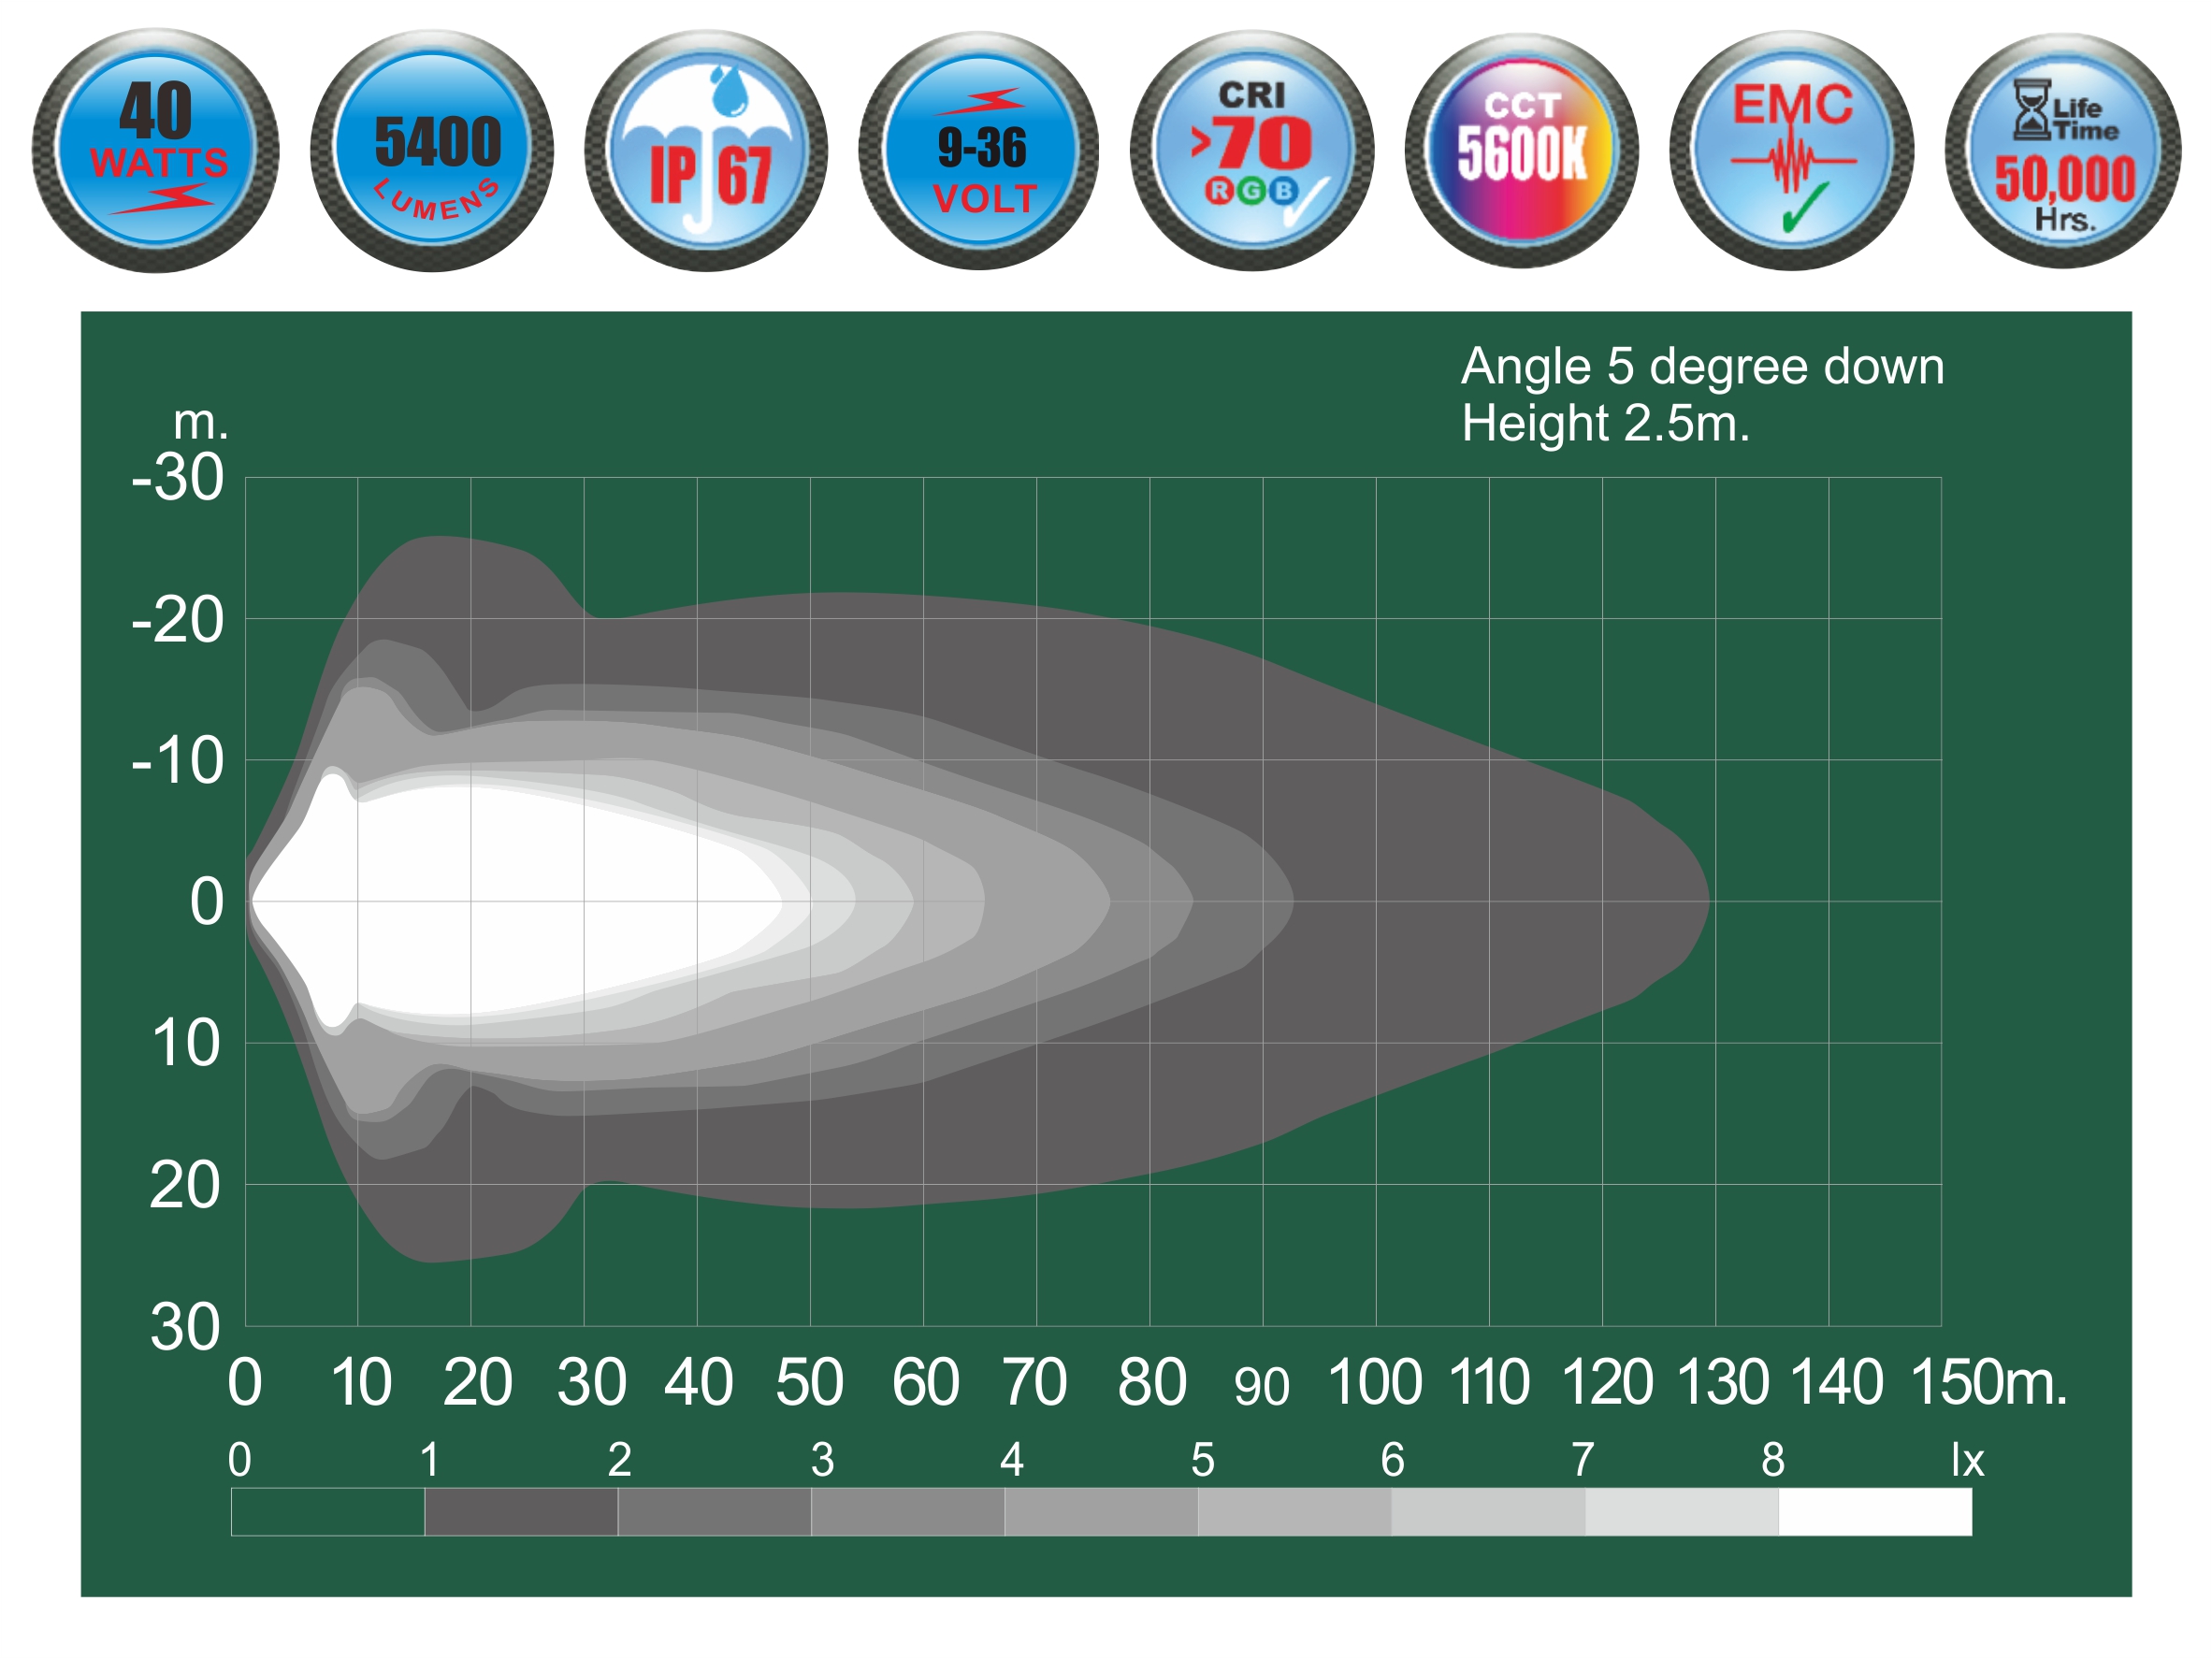 40
WATTS
5400
LUMENS
IP 67
9-36
VOLT
CRI
>70
RGB
CCT
5600K
EMC
Life
Time
50,000
Hrs.
Angle 5 degree down
Height 2.5m.
m.
-30
-20
-10
0
10
20
30
0 10 20 30 40 50 60 70 80 90 100 110 120 130 140 150m.
0 1 2 3 4 5 6 7 8 lx